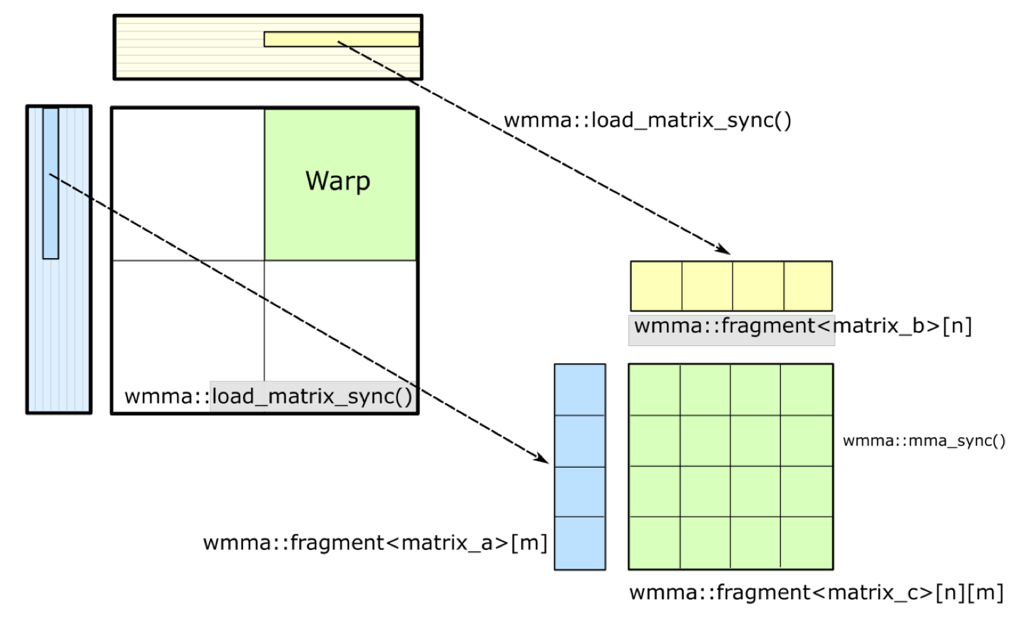 wmma::load_matrix_sync()
Warp
wmma::fragment<matrix_b>[n]
wmma::load_matrix_sync()
wmma::mma_sync()
wmma::fragment<matrix_a>[m]
wmma::fragment<matrix_c>[n][m]